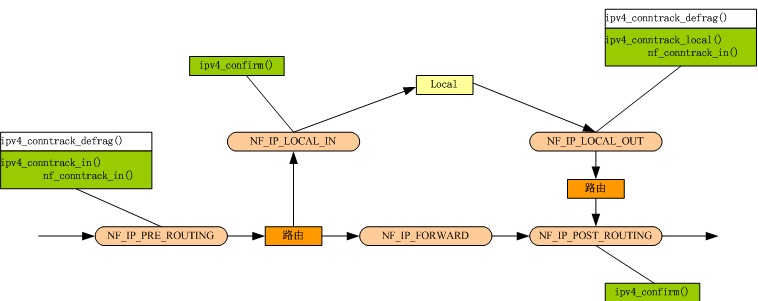 ipv4_conntrack_defrag()
ipv4_conntrack_local()
nf_conntrack_in()
ipv4_confirm()
Local
ipv4_conntrack_defrag()
ipv4_conntrack_in()
nf_conntrack_in()
NF_IP_LOCAL_IN
NF_IP_LOCAL_OUT
路由
NF_IP_PRE_ROUTING
路由
NF_IP_FORWARD
NF_IP_POST_ROUTING
ipv4_confirm()